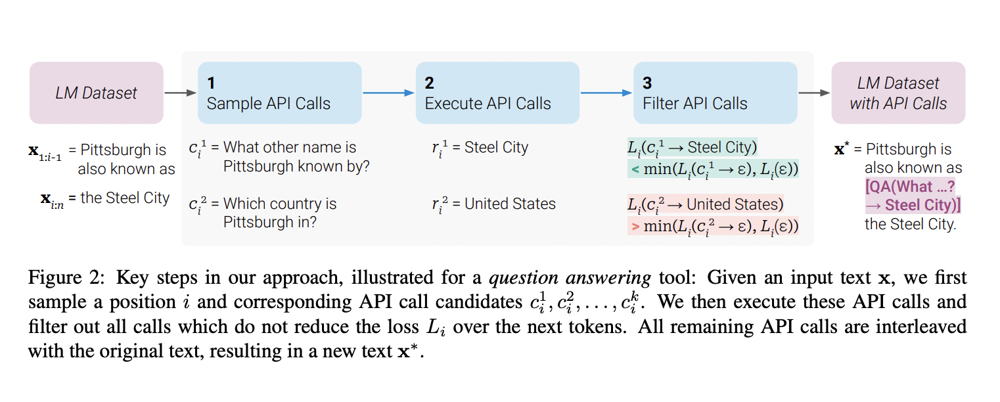 LM Dataset
1
Sample API Calls
2
Execute API Calls
3
Filter API Calls
LM Dataset
with API Calls
x1:i-1 = Pittsburgh is
also known as
xi:n = the Steel City
ci1 = What other name is
Pittsburgh known by?
ci2 = Which country is
Pittsburgh in?
ri1 = Steel City
ri2 = United States
Li(ci1 → Steel City)
< min(Li(ci1 → ε), Li(ε))
Li(ci2 → United States)
> min(Li(ci2 → ε), Li(ε))
x* = Pittsburgh is
also known as
[QA(What ...?
→ Steel City)]
the Steel City.
Figure 2: Key steps in our approach, illustrated for a question answering tool: Given an input text x, we first
sample a position i and corresponding API call candidates ci1, ci2, . . . , cik. We then execute these API calls and
filter out all calls which do not reduce the loss Li over the next tokens. All remaining API calls are interleaved
with the original text, resulting in a new text x*.